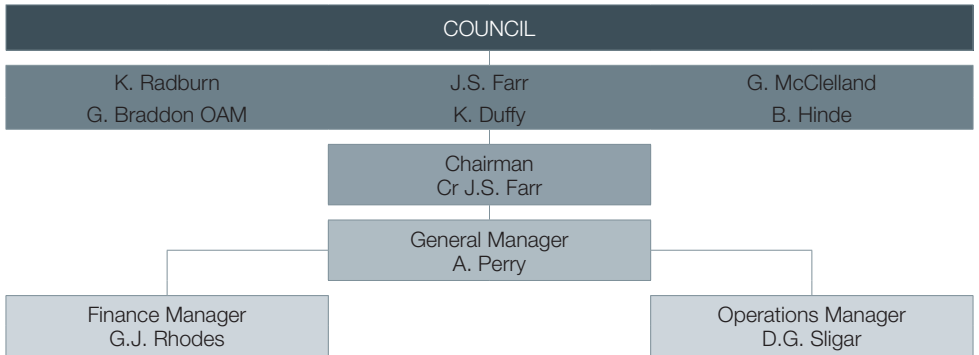 COUNCIL
K. Radburn J.S. Farr G. McClelland
G. Braddon OAM K. Duffy B. Hinde
Chairman
Cr J.S. Farr
General Manager
A. Perry
Finance Manager Operations Manager
G.J. Rhodes D.G. Sligar